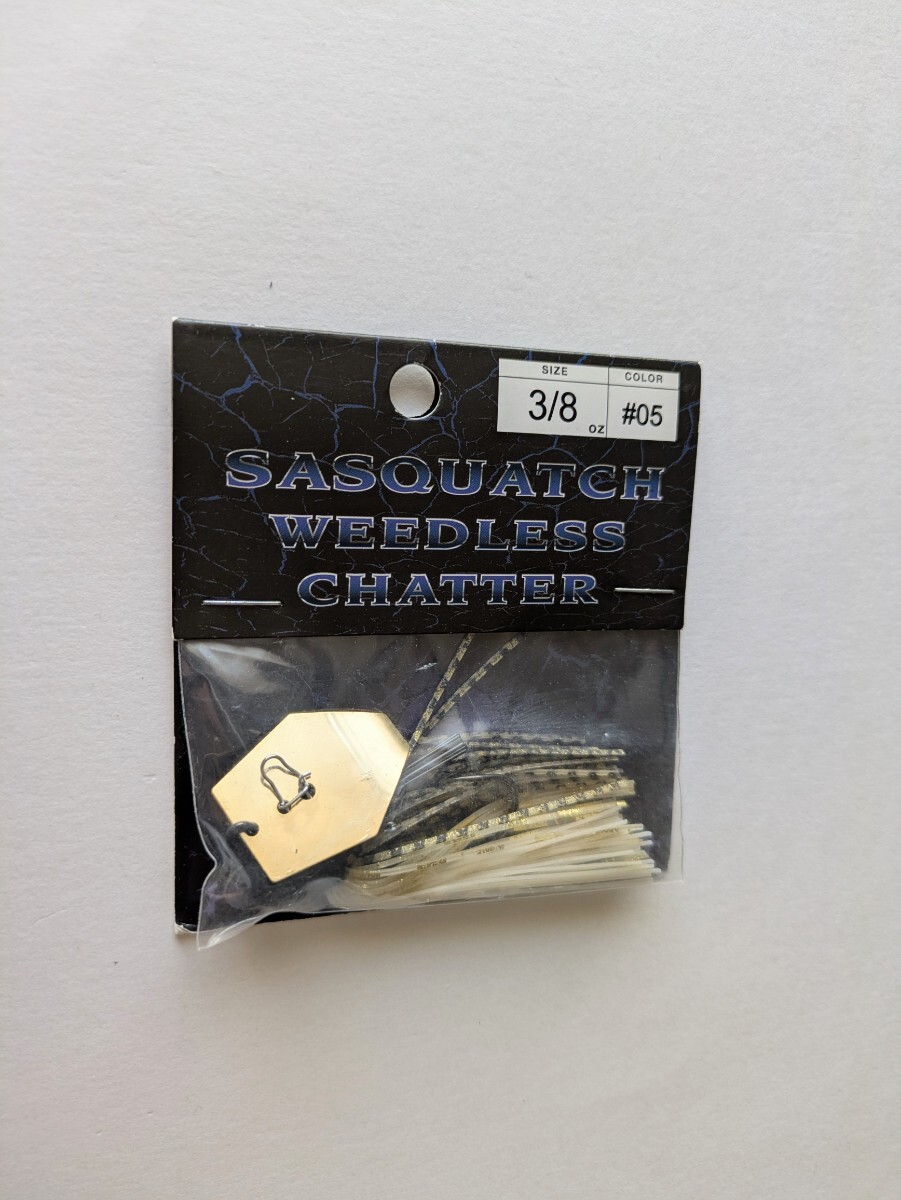 SIZE
COLOR
3/8 oz
#05
SASQUATCH
WEEDLESS
CHATTER